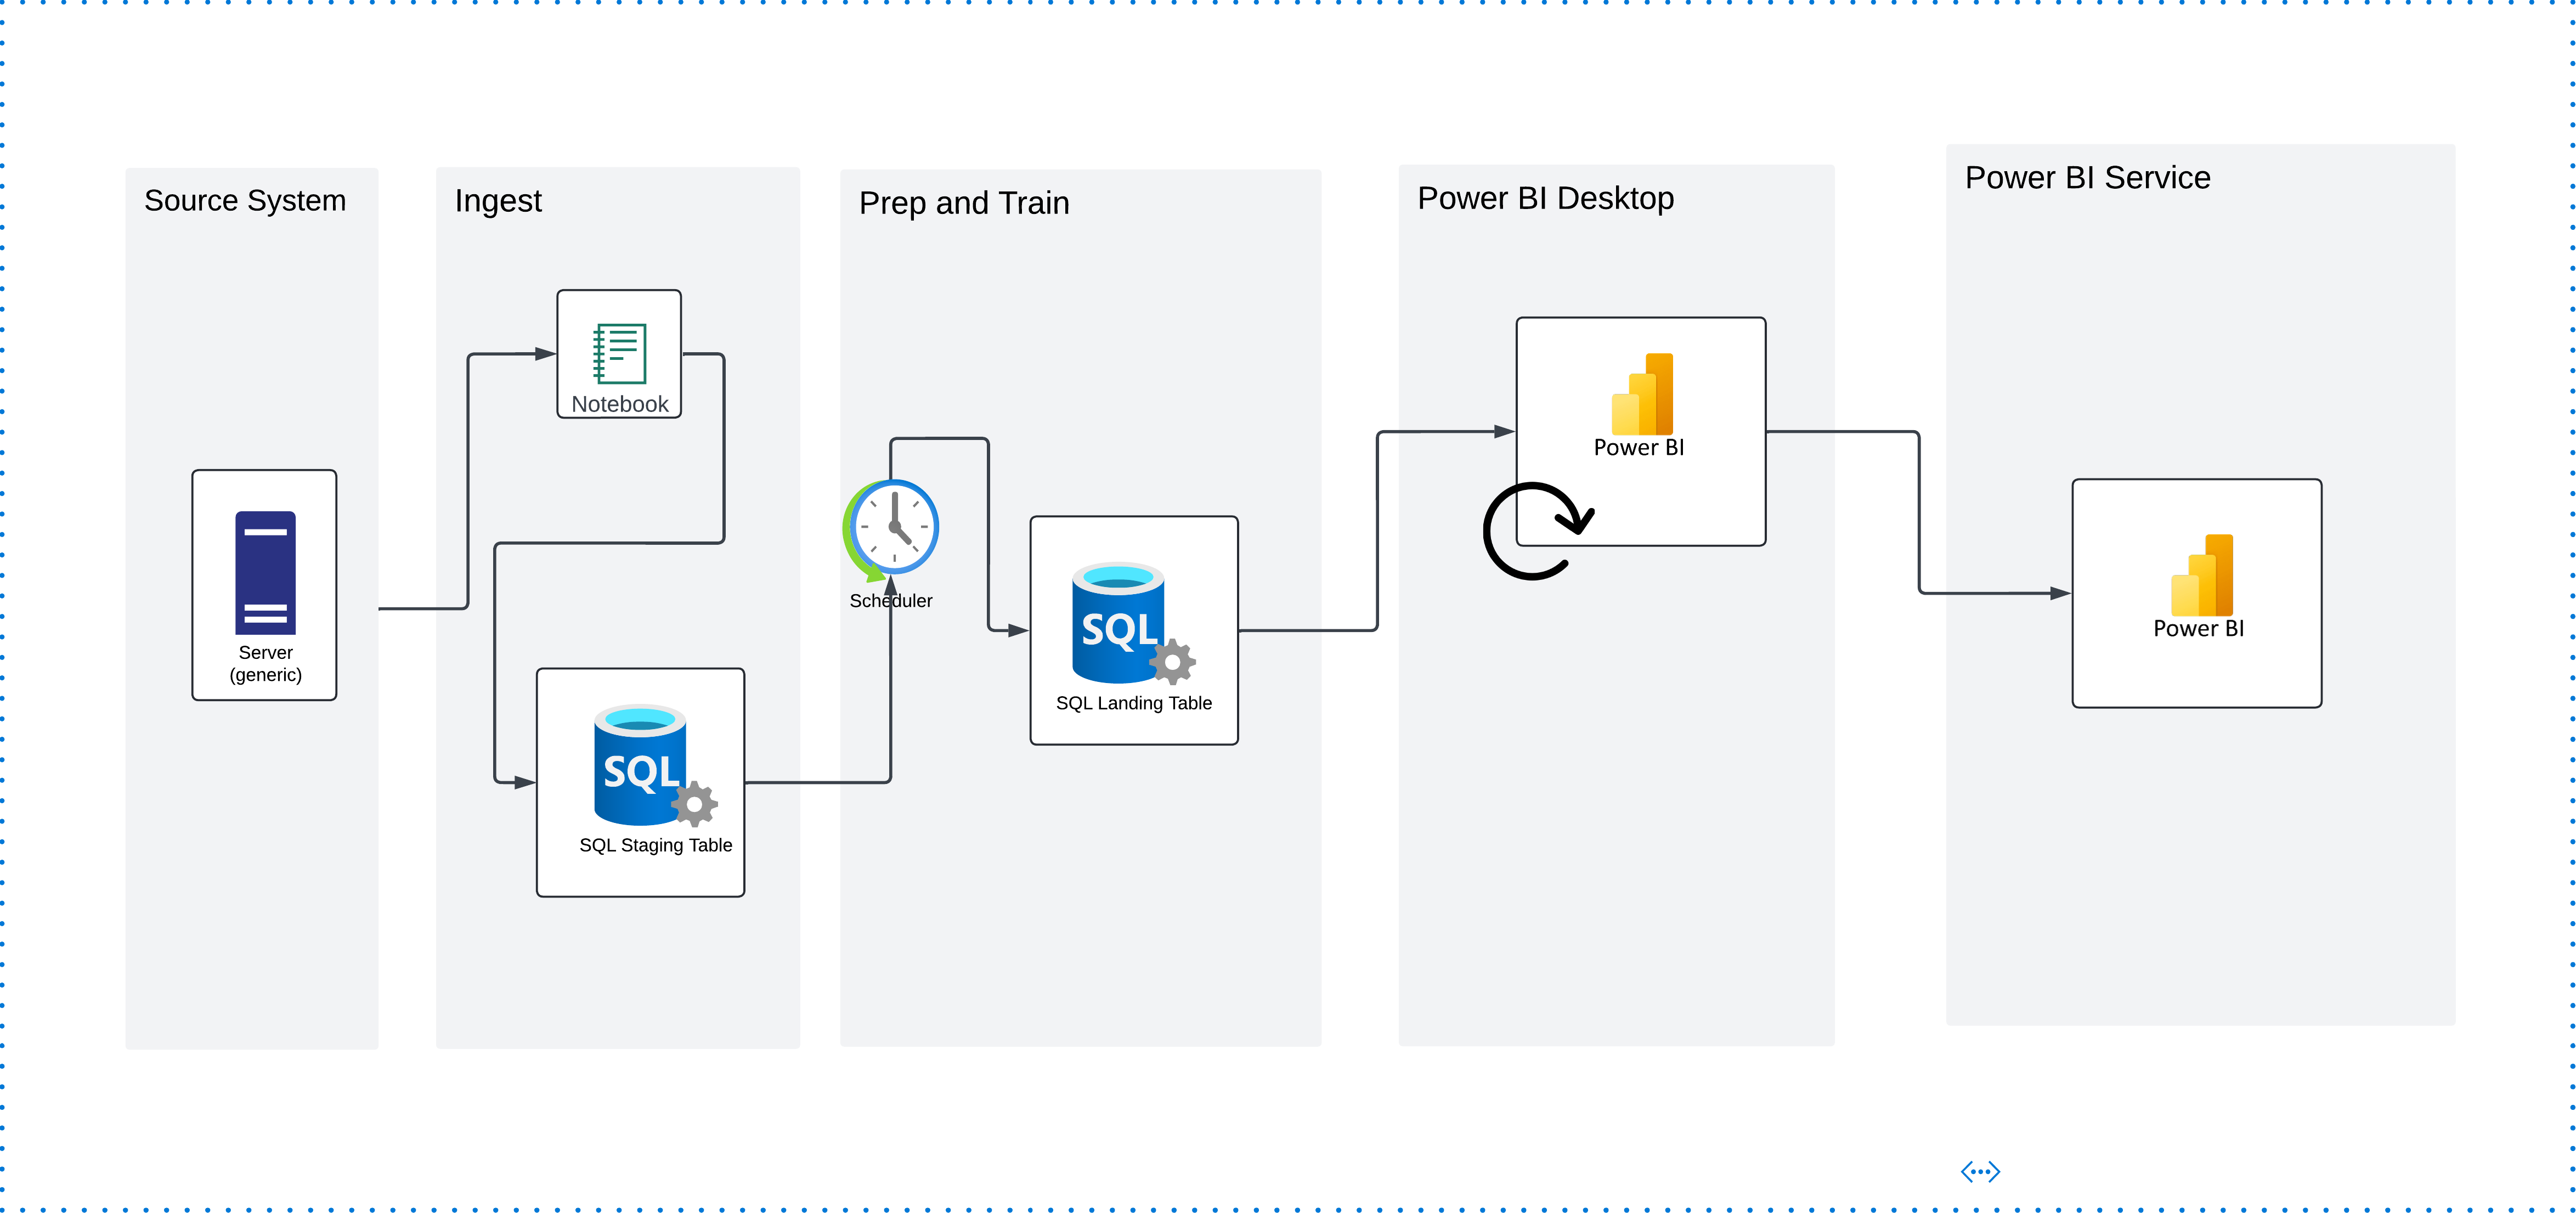 Source System
Server
(generic)
Ingest
Notebook
SQL
SQL Staging Table
Prep and Train
Scheduler
SQL
SQL Landing Table
Power BI Desktop
Power BI
Power BI Service
Power BI